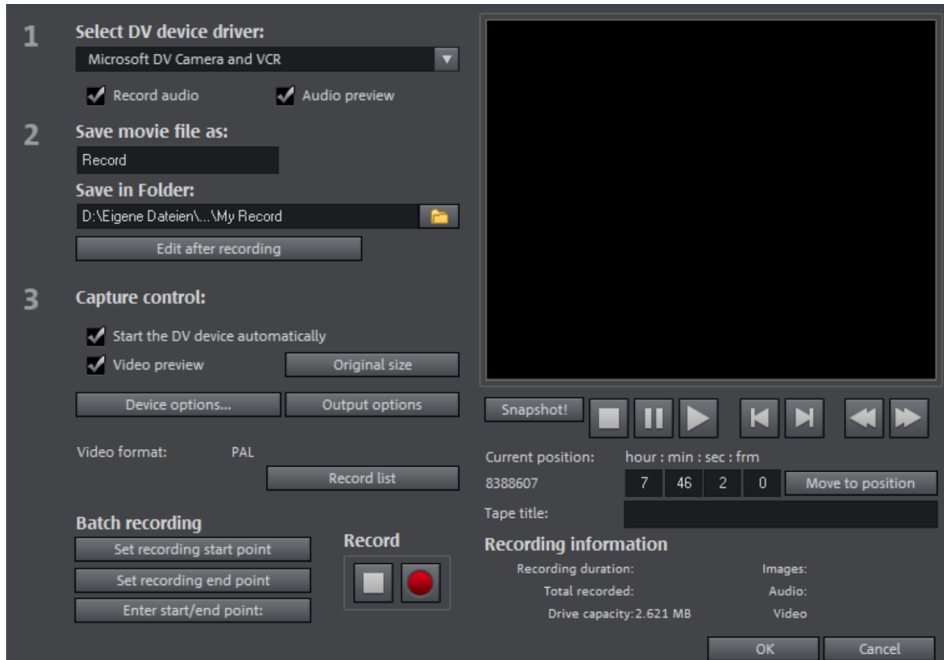 1 Select DV device driver:
Microsoft DV Camera and VCR
Record audio Audio preview
2 Save movie file as:
Record
Save in Folder:
D:\Eigene Dateien\...\My Record
Edit after recording
3 Capture control:
Start the DV device automatically
Video preview Original size
Device options... Output options
Video format: PAL
Record list
Batch recording
Set recording start point
Set recording end point
Enter start/end point:
Record
Snapshot!
Current position: hour : min : sec : frm
8388607 7 46 2 0 Move to position
Tape title:
Recording information
Recording duration: Images:
Total recorded: Audio:
Drive capacity: 2.621 MB Video
OK Cancel